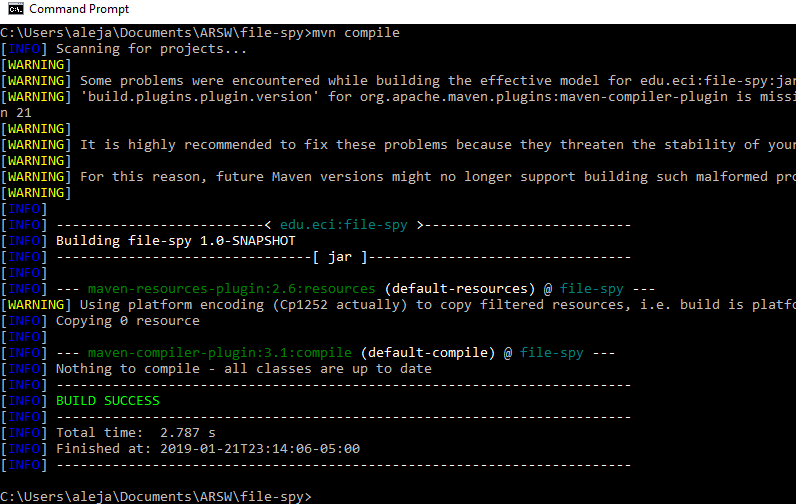 Command Prompt
C:\Users\aleja\Documents\ARSW\file-spy>mvn compile
[INFO] Scanning for projects...
[WARNING]
[WARNING] Some problems were encountered while building the effective model for edu.eci:file-spy:jar
[WARNING] 'build.plugins.plugin.version' for org.apache.maven.plugins:maven-compiler-plugin is missi
n 21
[WARNING]
[WARNING] It is highly recommended to fix these problems because they threaten the stability of your
[WARNING]
[WARNING] For this reason, future Maven versions might no longer support building such malformed pro
[WARNING]
[INFO]
[INFO] --------------------------< edu.eci:file-spy >--------------------------
[INFO] Building file-spy 1.0-SNAPSHOT
[INFO] --------------------------------[ jar ]---------------------------------
[INFO]
[INFO] --- maven-resources-plugin:2.6:resources (default-resources) @ file-spy ---
[WARNING] Using platform encoding (Cp1252 actually) to copy filtered resources, i.e. build is platfo
[INFO] Copying 0 resource
[INFO]
[INFO] --- maven-compiler-plugin:3.1:compile (default-compile) @ file-spy ---
[INFO] Nothing to compile - all classes are up to date
[INFO] ------------------------------------------------------------------------
[INFO] BUILD SUCCESS
[INFO] ------------------------------------------------------------------------
[INFO] Total time:  2.787 s
[INFO] Finished at: 2019-01-21T23:14:06-05:00
[INFO] ------------------------------------------------------------------------
C:\Users\aleja\Documents\ARSW\file-spy>